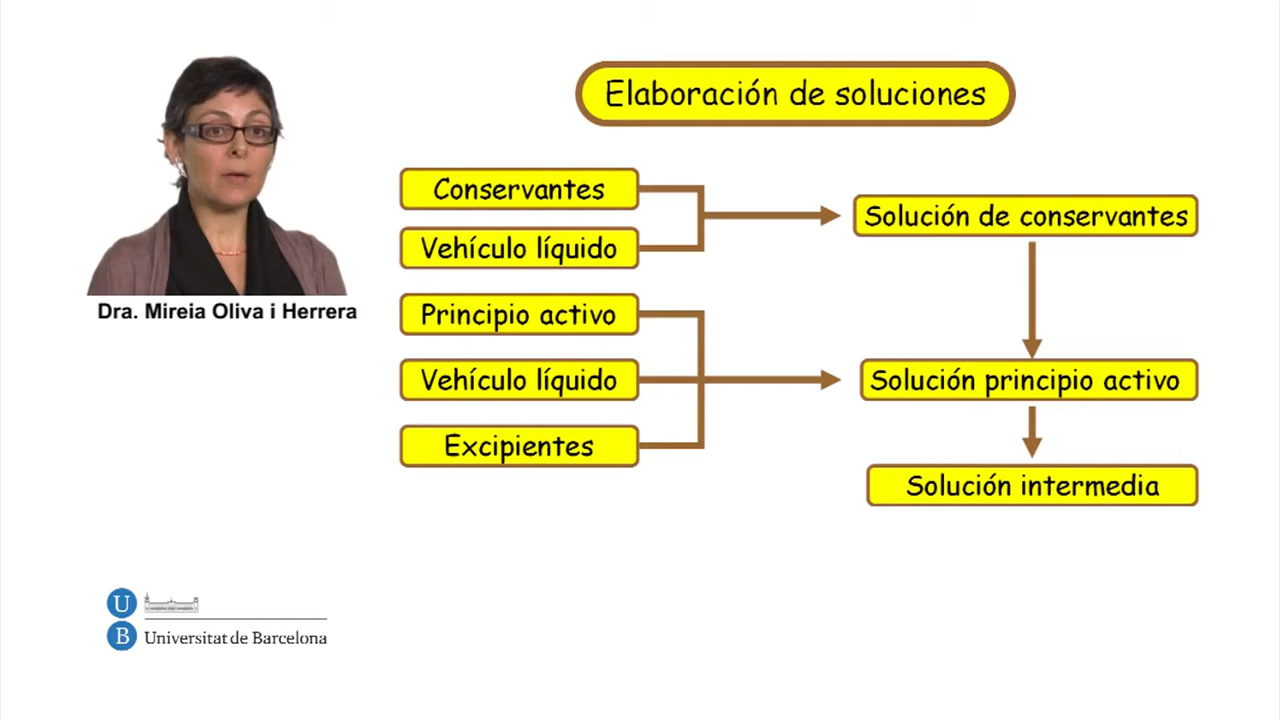 Elaboración de soluciones
Conservantes
Vehículo líquido
Principio activo
Vehículo líquido
Excipientes
Solución de conservantes
Solución principio activo
Solución intermedia
Dra. Mireia Oliva i Herrera
U
B
Universitat de Barcelona